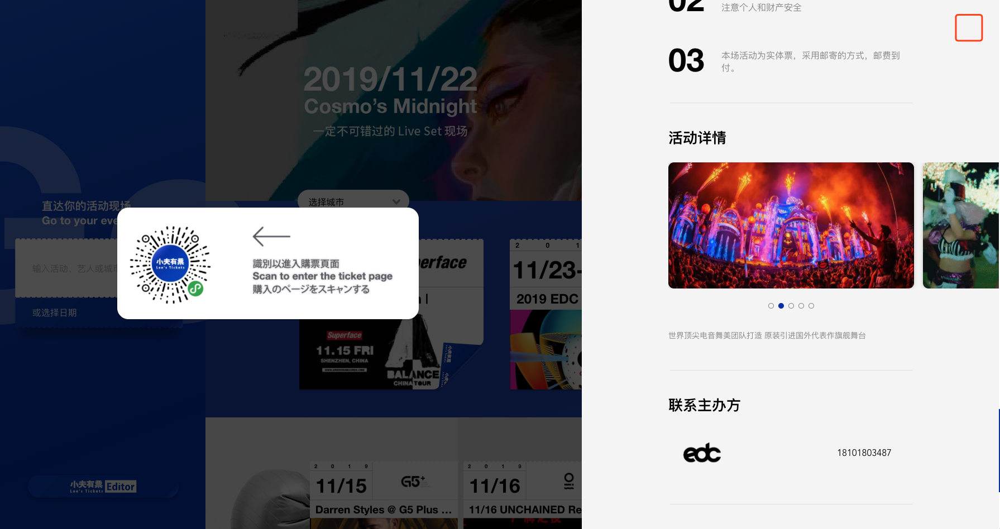 2019/11/22
Cosmo's Midnight
一定不可错过的 Live Set 现场
选择城市
直达你的活动现场
Go to your eve
输入活动、艺人或城市
或选择日期
小夫有票
Lee's Tickets
識別以進入購票頁面
Scan to enter the ticket page
購入のページをスキャンする
erface
n |
Superface
11.15 FRI
SHENZHEN, CHINA
BALANCE
CHINA TOUR
小夫有票
小夫
2 0 1
11/23-
2019 EDC
小夫有票
Lee's Tickets
Editor
2 0 1 9
11/15
G5+
Darren Styles @ G5 Plus ...
2 0 1 9
11/16
11/16 UNCHAINED Re
02
注意个人和财产安全
03
本场活动为实体票，采用邮寄的方式，邮费到
付。
活动详情
世界顶尖电音舞美团队打造 原装引进国外代表作旗舰舞台
联系主办方
edc
18101803487